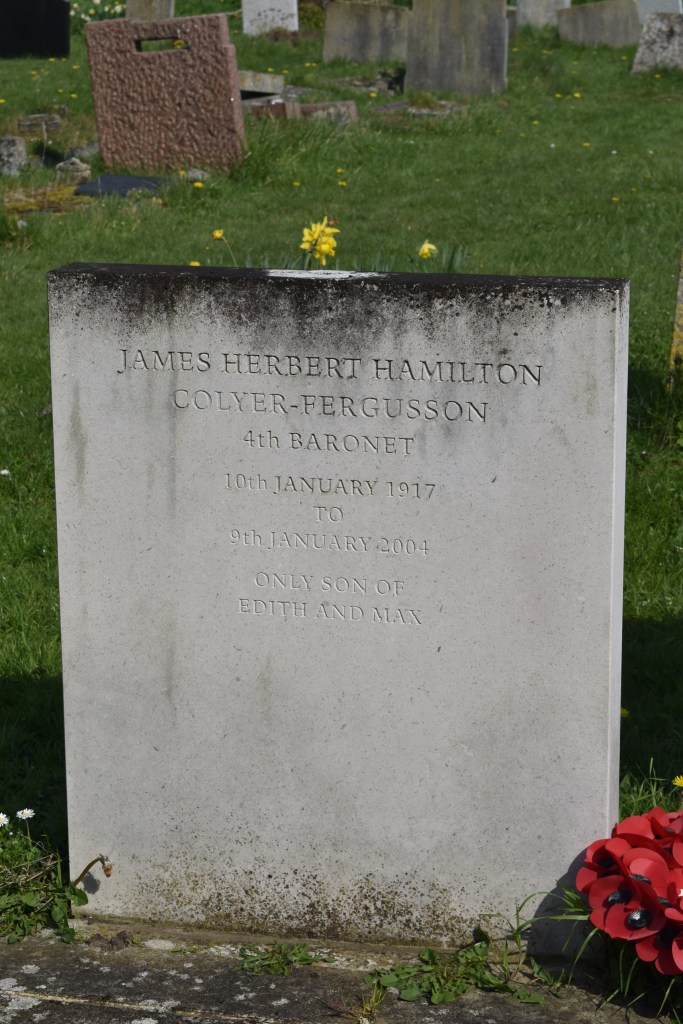 JAMES HERBERT HAMILTON
COLYER-FERGUSSON
4th BARONET
10th JANUARY 1917
TO
9th JANUARY 2004
ONLY SON OF
EDITH AND MAX